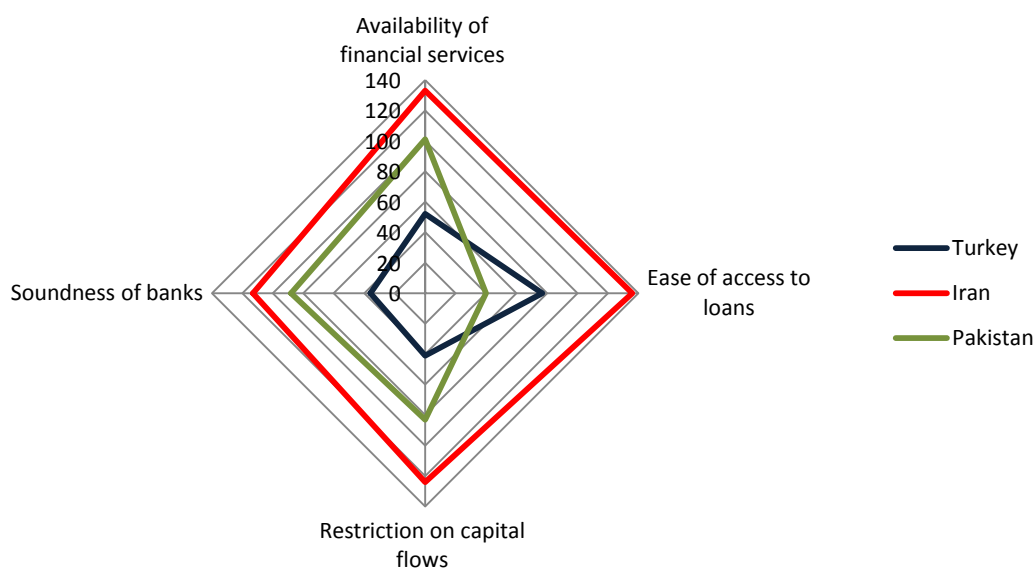 Availability of
financial services
140
120
100
80
60
40
20
0
Soundness of banks
Ease of access to
loans
Restriction on capital
flows
Turkey
Iran
Pakistan